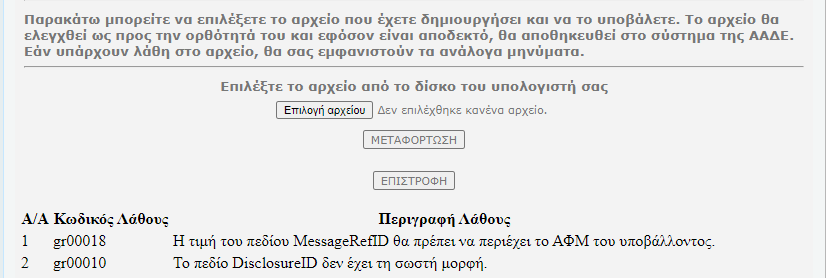 Παρακάτω μπορείτε να επιλέξετε το αρχείο που έχετε δημιουργήσει και να το υποβάλετε. Το αρχείο θα
ελεγχθεί ως προς την ορθότητά του και εφόσον είναι αποδεκτό, θα αποθηκευθεί στο σύστημα της ΑΑΔΕ.
Εάν υπάρχουν λάθη στο αρχείο, θα σας εμφανιστούν τα ανάλογα μηνύματα.
Επιλέξτε το αρχείο από το δίσκο του υπολογιστή σας
Επιλογή αρχείου Δεν επιλέχθηκε κανένα αρχείο.
ΜΕΤΑΦΟΡΤΩΣΗ
ΕΠΙΣΤΡΟΦΗ
Α/Α Κωδικός Λάθους Περιγραφή Λάθους
1 gr00018 Η τιμή του πεδίου MessageRefID θα πρέπει να περιέχει το ΑΦΜ του υποβάλλοντος.
2 gr00010 Το πεδίο DisclosureID δεν έχει τη σωστή μορφή.